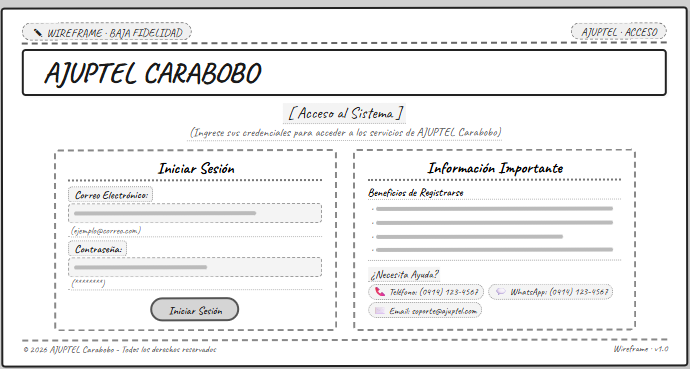 WIREFRAME · BAJA FIDELIDAD
AJUPTEL · ACCESO
AJUPTEL CARABOBO
[ Acceso al Sistema ]
(Ingrese sus credenciales para acceder a los servicios de AJUPTEL Carabobo)
Iniciar Sesión
Correo Electrónico:
(ejemplo@correo.com)
Contraseña:
(********)
Iniciar Sesión
Información Importante
Beneficios de Registrarse
¿Necesita Ayuda?
Teléfono: (0414) 123-4567
WhatsApp: (0414) 123-4567
Email: soporte@ajuptel.com
© 2026 AJUPTEL Carabobo - Todos los derechos reservados
Wireframe · v1.0